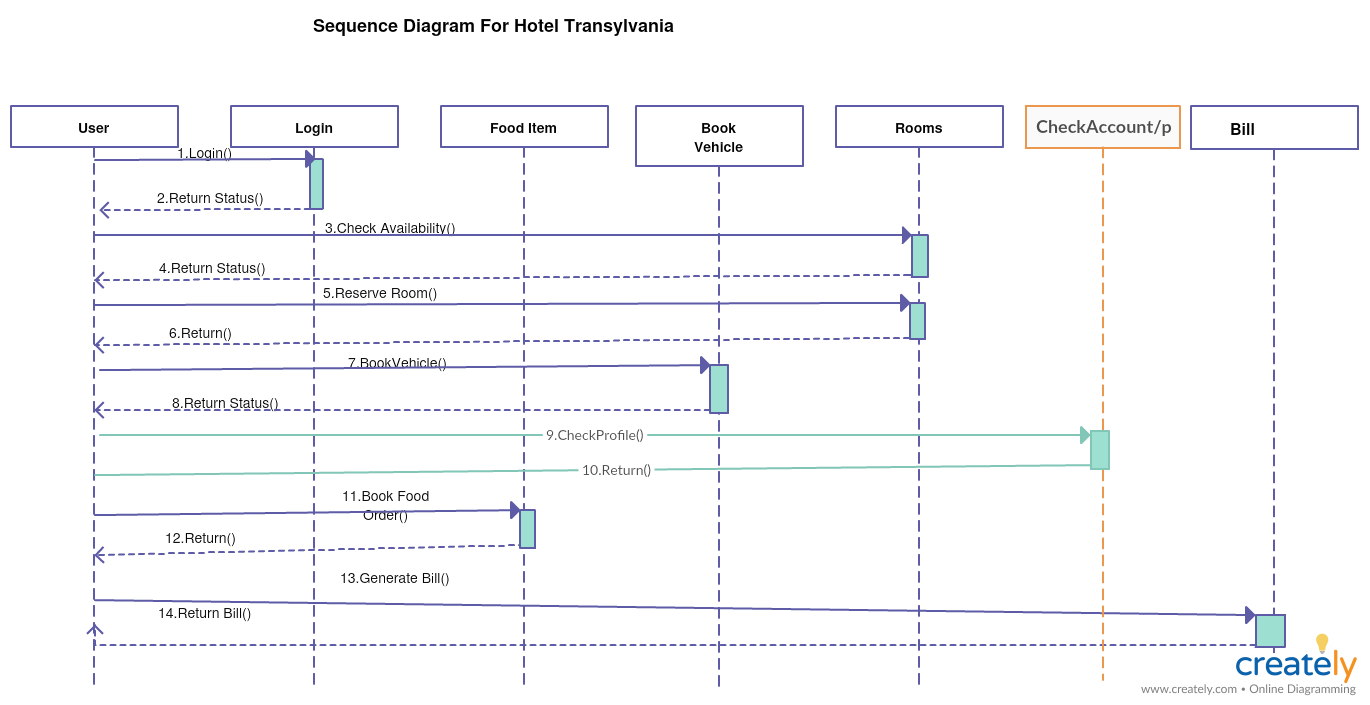 Sequence Diagram For Hotel Transylvania
User
Login
Food Item
Book
Vehicle
Rooms
CheckAccount/p
Bill
1.Login()
2.Return Status()
3.Check Availability()
4.Return Status()
5.Reserve Room()
6.Return()
7.BookVehicle()
8.Return Status()
9.CheckProfile()
10.Return()
11.Book Food
Order()
12.Return()
13.Generate Bill()
14.Return Bill()
creately
www.creately.com • Online Diagramming